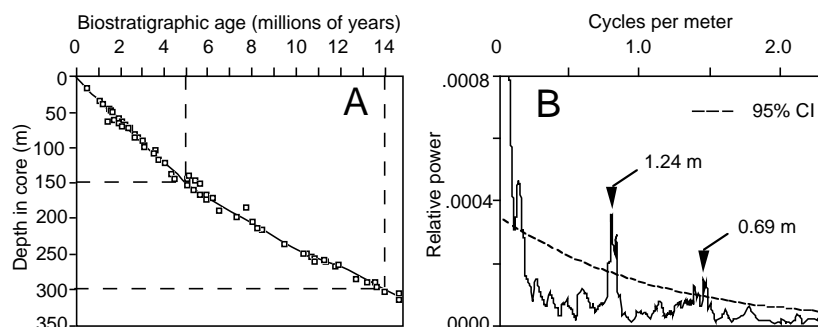 Biostratigraphic age (millions of years)
0 2 4 6 8 10 12 14
Depth in core (m)
0
50
100
150
200
250
300
350
A
Cycles per meter
0 1.0 2.0
Relative power
.0008
.0004
.0000
B
95% CI
1.24 m
0.69 m